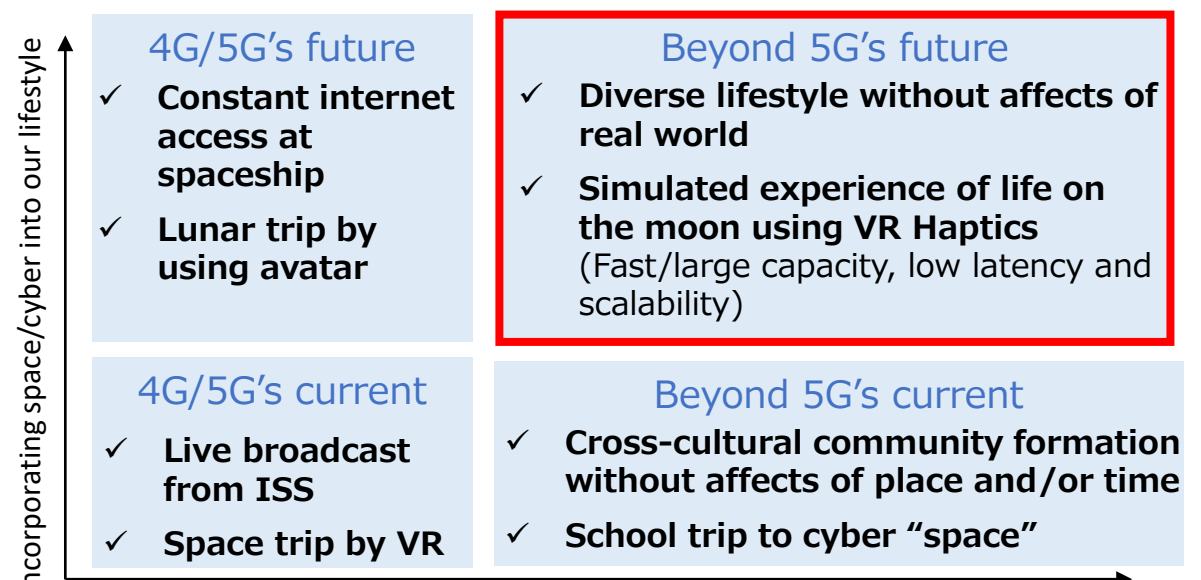 ncorporating space/cyber into our lifestyle
4G/5G’s future
✓ Constant internet
access at
spaceship
✓ Lunar trip by
using avatar
Beyond 5G’s future
✓ Diverse lifestyle without affects of
real world
✓ Simulated experience of life on
the moon using VR Haptics
(Fast/large capacity, low latency and
scalability)
4G/5G’s current
✓ Live broadcast
from ISS
✓ Space trip by VR
Beyond 5G’s current
✓ Cross-cultural community formation
without affects of place and/or time
✓ School trip to cyber “space”